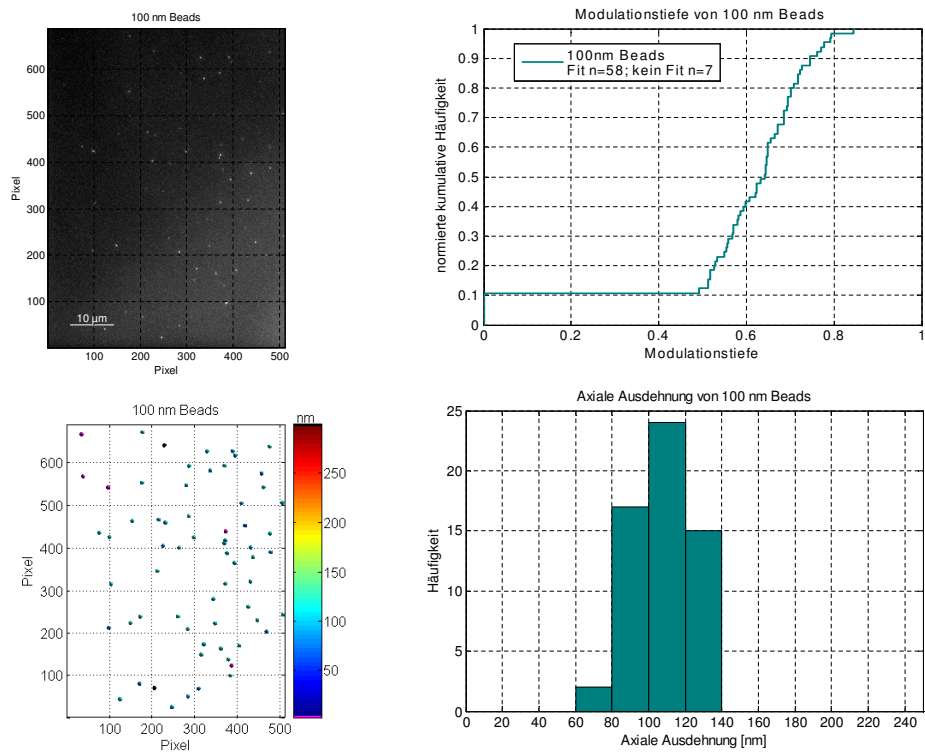 100 nm Beads
600
500
400
300
200
100
Pixel
10 µm
100 200 300 400 500
Pixel
Modulationstiefe von 100 nm Beads
1
0.9
0.8
0.7
0.6
0.5
0.4
0.3
0.2
0.1
0
normierte kumulative Häufigkeit
100nm Beads
Fit n=58; kein Fit n=7
0 0.2 0.4 0.6 0.8 1
Modulationstiefe
100 nm Beads
nm
600
500
400
300
200
100
Pixel
250
200
150
100
50
100 200 300 400 500
Pixel
Axiale Ausdehnung von 100 nm Beads
25
20
15
10
5
0
Häufigkeit
0 20 40 60 80 100 120 140 160 180 200 220
Axiale Ausdehnung [nm]